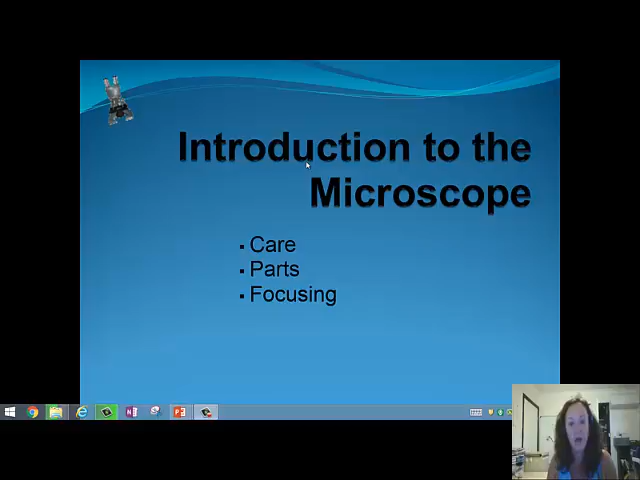 Introduction to the
Microscope
▪ Care
▪ Parts
▪ Focusing